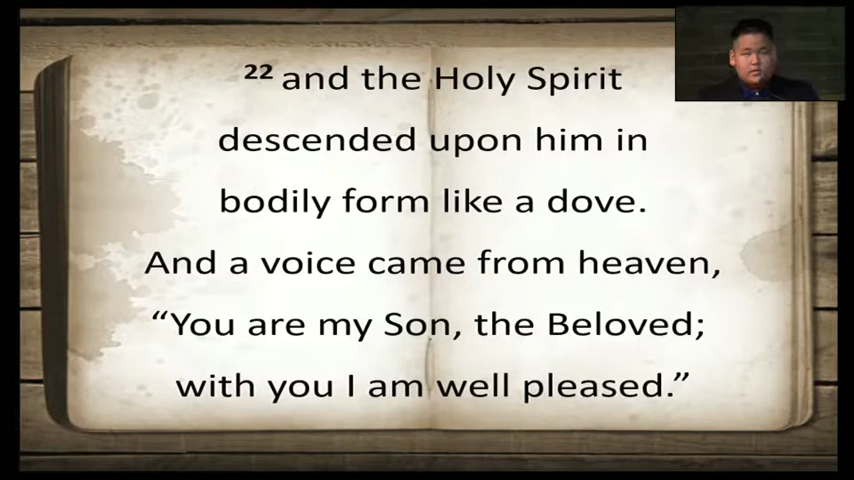 22 and the Holy Spirit
descended upon him in
bodily form like a dove.
And a voice came from heaven,
“You are my Son, the Beloved;
with you I am well pleased.”